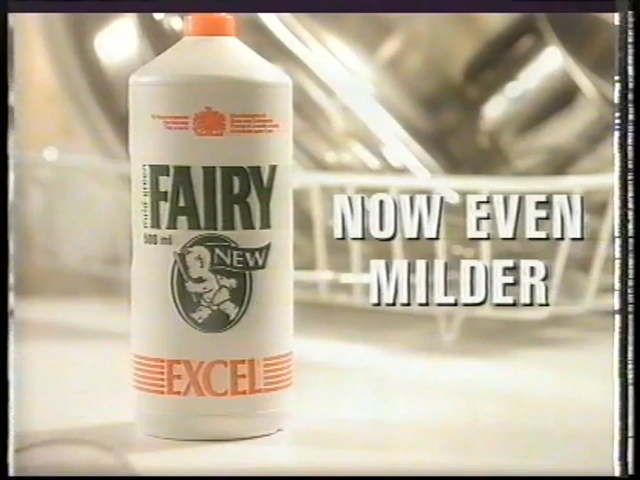 mild green
FAIRY
500 ml
NEW
EXCEL
NOW EVEN
MILDER